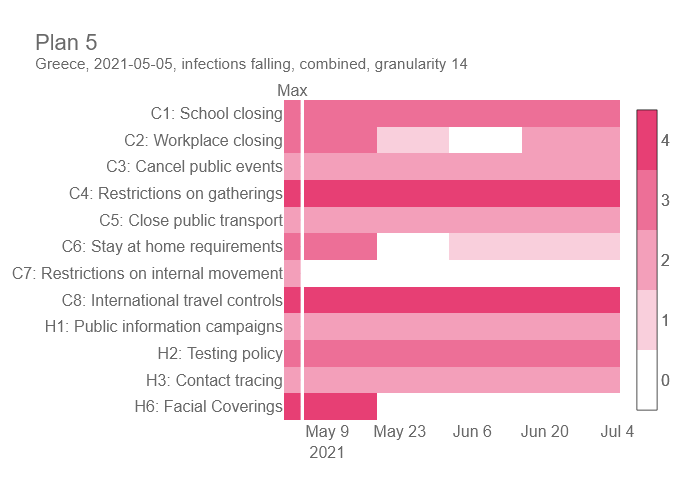 Plan 5
Greece, 2021-05-05, infections falling, combined, granularity 14
Max
C1: School closing
C2: Workplace closing
C3: Cancel public events
C4: Restrictions on gatherings
C5: Close public transport
C6: Stay at home requirements
C7: Restrictions on internal movement
C8: International travel controls
H1: Public information campaigns
H2: Testing policy
H3: Contact tracing
H6: Facial Coverings
4
3
2
1
0
May 9 May 23 Jun 6 Jun 20 Jul 4
2021